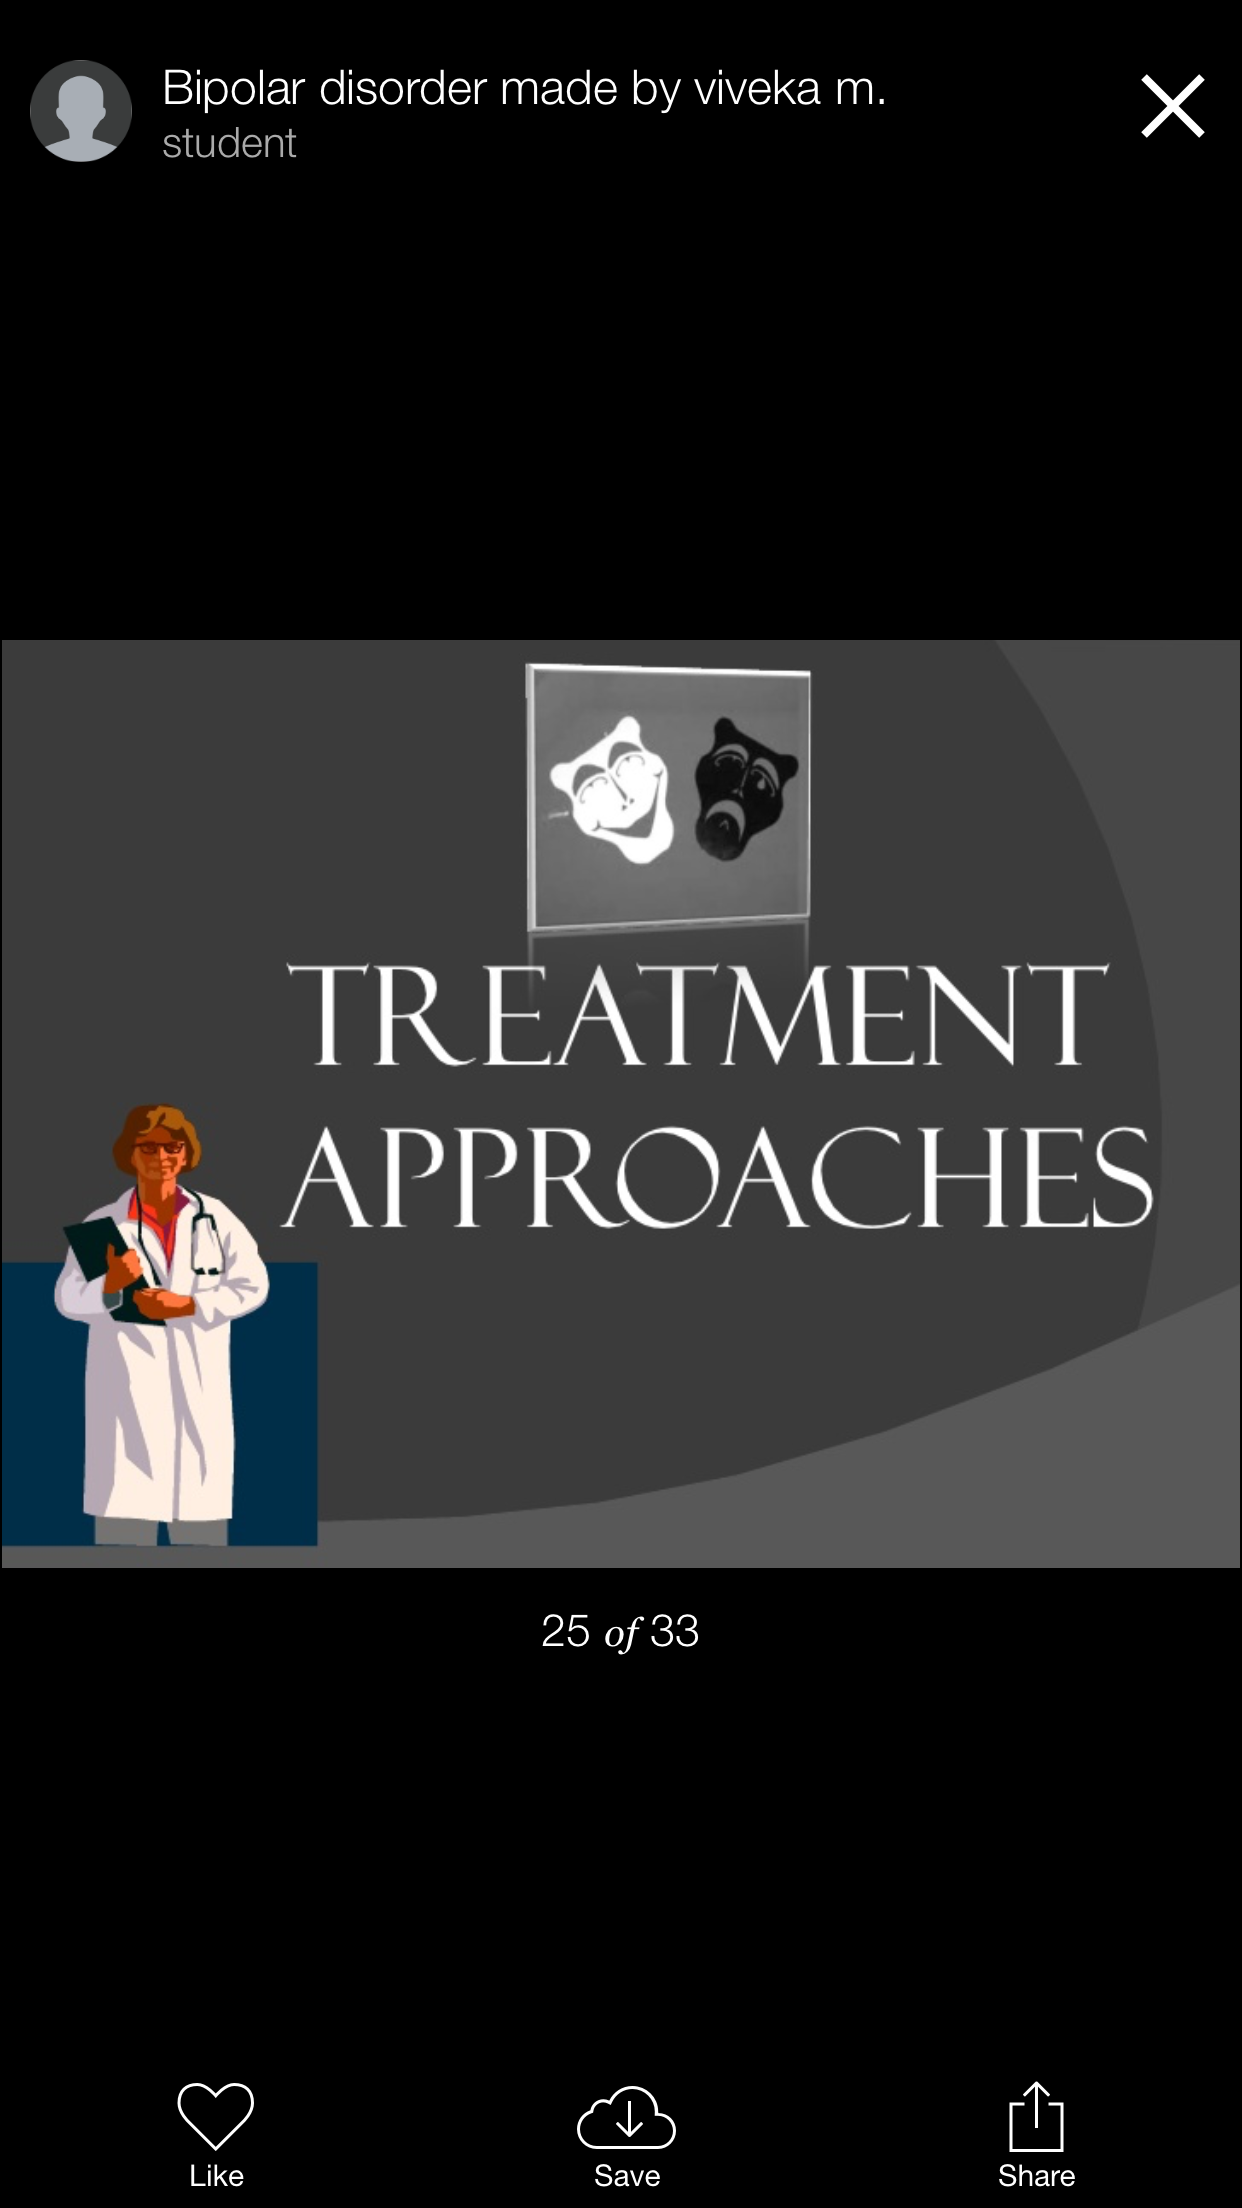 Bipolar disorder made by viveka m.
student
TREATMENT
APPROACHES
25 of 33
Like
Save
Share